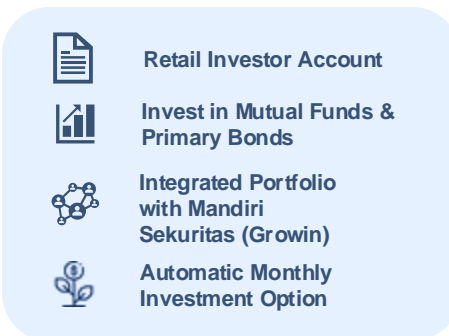 Retail Investor Account
Invest in Mutual Funds &
Primary Bonds
Integrated Portfolio
with Mandiri
Sekuritas (Growin)
Automatic Monthly
Investment Option